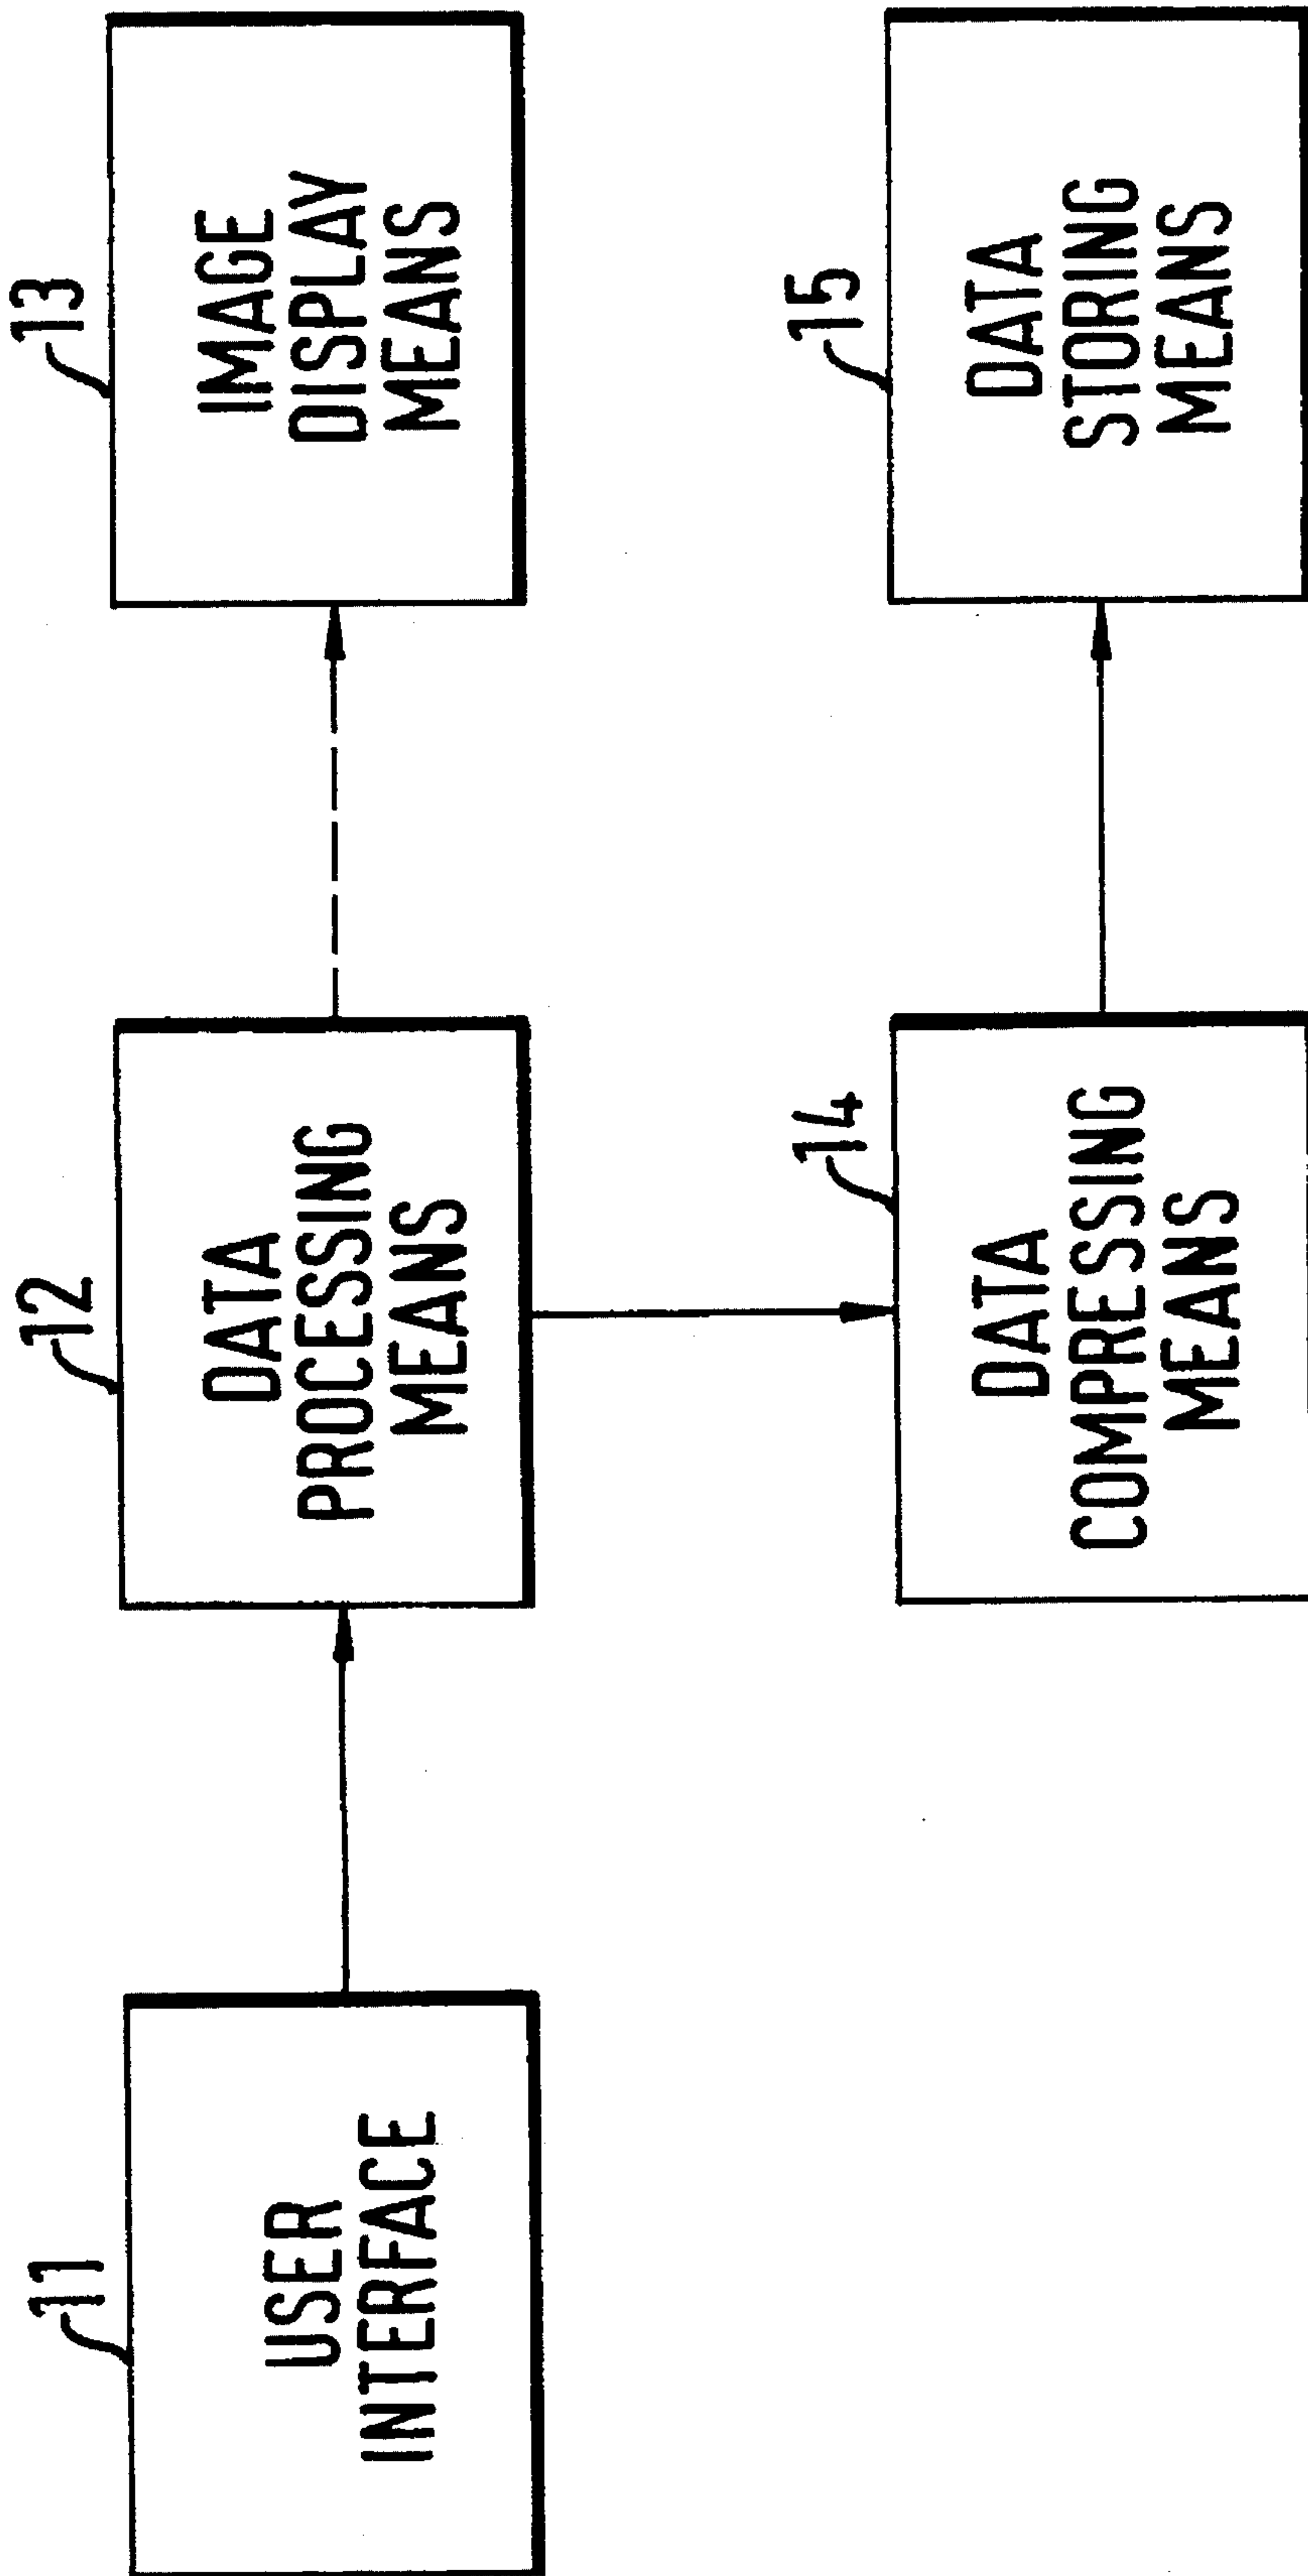 11
USER
INTERFACE
12
DATA
PROCESSING
MEANS
13
IMAGE
DISPLAY
MEANS
14
DATA
COMPRESSING
MEANS
15
DATA
STORING
MEANS